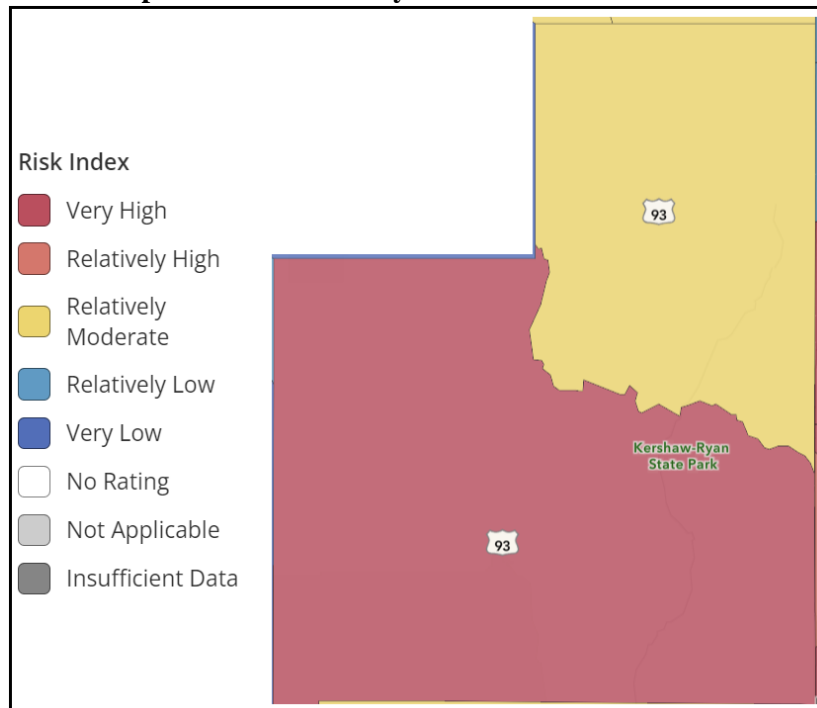 Risk Index
Very High
Relatively High
Relatively
Moderate
Relatively Low
Very Low
No Rating
Not Applicable
Insufficient Data
93
Kershaw-Ryan
State Park
93